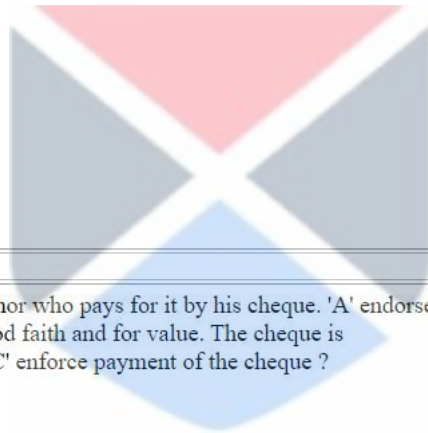 nor who pays for it by his cheque. 'A' endorse
od faith and for value. The cheque is
C' enforce payment of the cheque ?